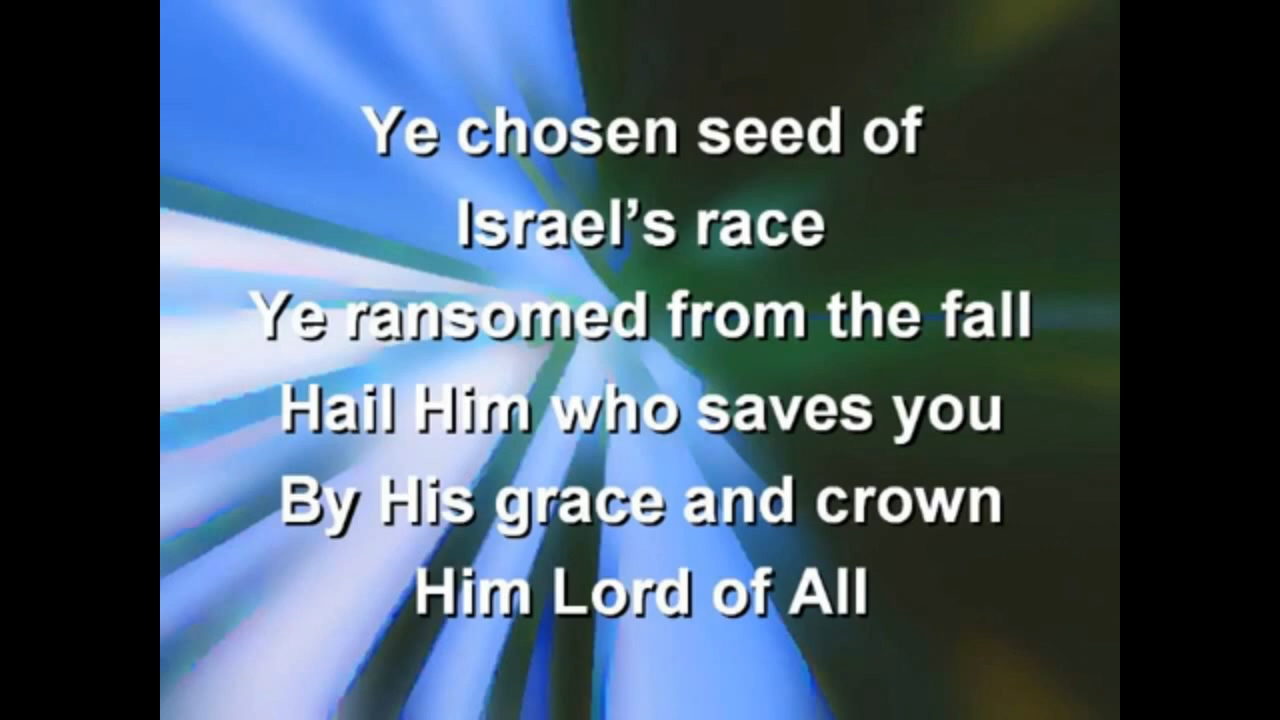 Ye chosen seed of
Israel’s race
Ye ransomed from the fall
Hail Him who saves you
By His grace and crown
Him Lord of All